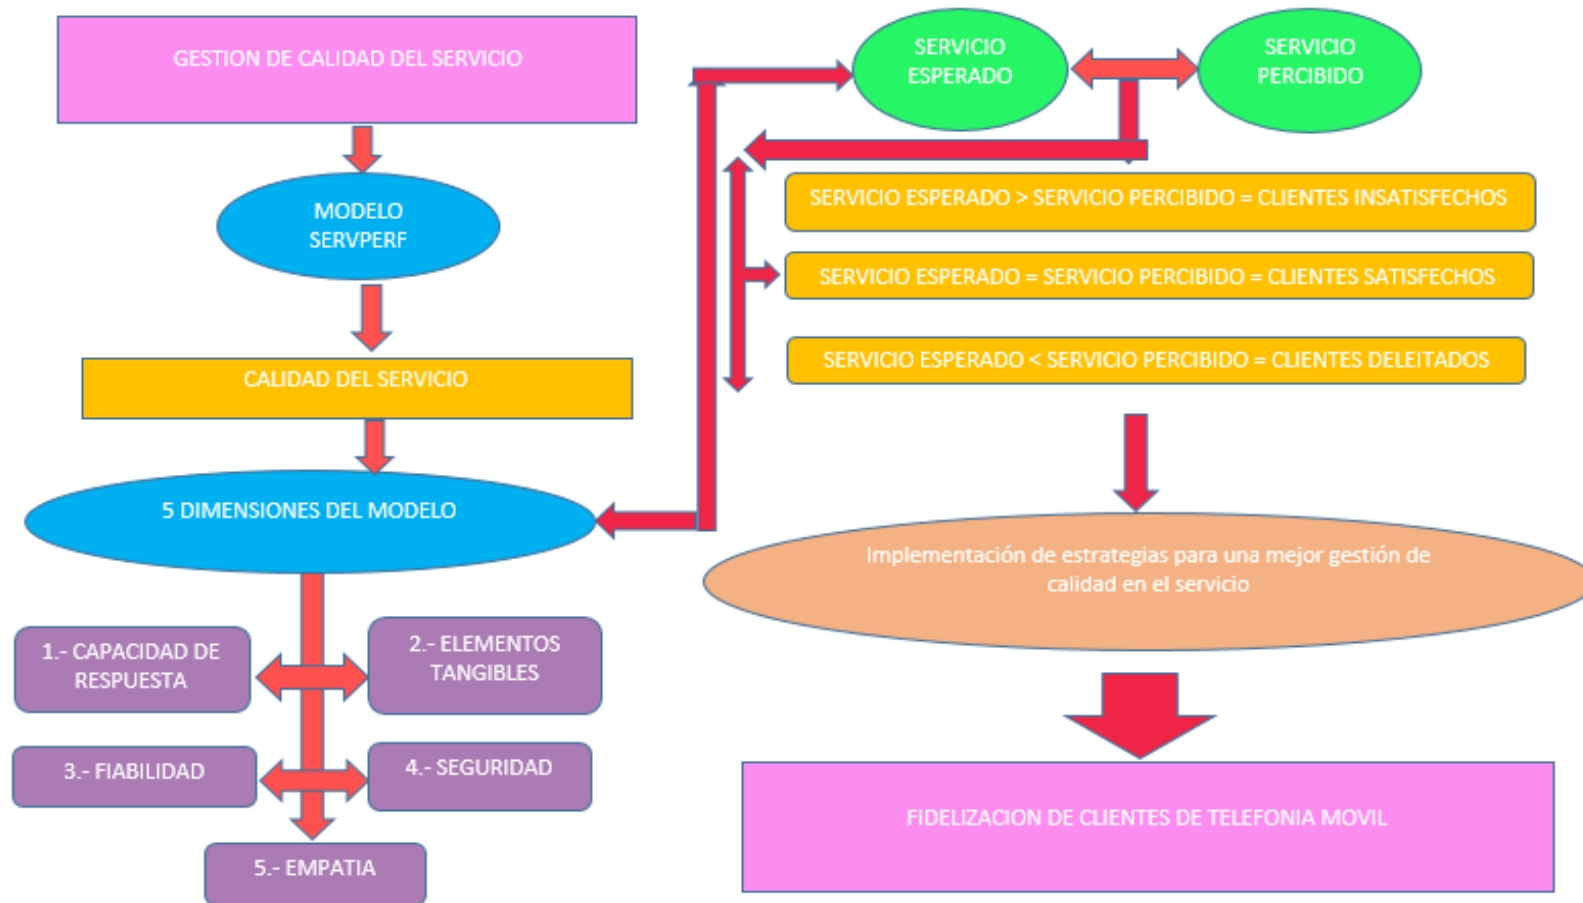 GESTION DE CALIDAD DEL SERVICIO
MODELO
SERVPERF
CALIDAD DEL SERVICIO
5 DIMENSIONES DEL MODELO
1.- CAPACIDAD DE
RESPUESTA
2.- ELEMENTOS
TANGIBLES
3.- FIABILIDAD
4.- SEGURIDAD
5.- EMPATIA
SERVICIO
ESPERADO
SERVICIO
PERCIBIDO
SERVICIO ESPERADO > SERVICIO PERCIBIDO = CLIENTES INSATISFECHOS
SERVICIO ESPERADO = SERVICIO PERCIBIDO = CLIENTES SATISFECHOS
SERVICIO ESPERADO < SERVICIO PERCIBIDO = CLIENTES DELEITADOS
Implementación de estrategias para una mejor gestión de
calidad en el servicio
FIDELIZACION DE CLIENTES DE TELEFONIA MOVIL